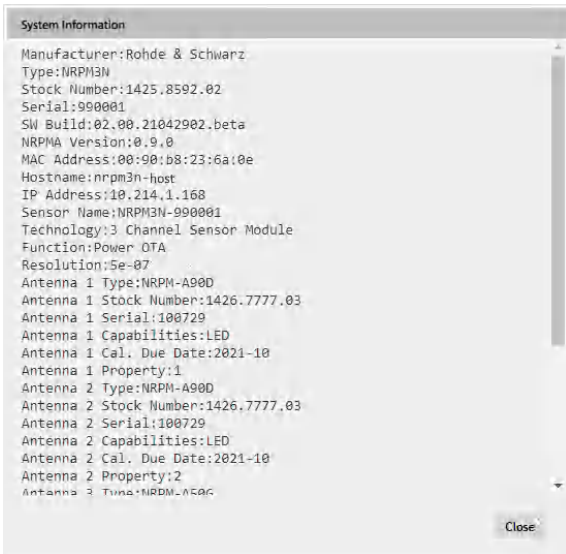 System Information
Manufacturer:Rohde & Schwarz
Type:NRPM3N
Stock Number:1425.8592.02
Serial:990001
SW Build:02.00.21042902.beta
NRPMA Version:0.9.0
MAC Address:00:90:b8:23:6a:0e
Hostname:nrpm3n-host
IP Address:10.214.1.168
Sensor Name:NRPM3N-990001
Technology:3 Channel Sensor Module
Function:Power OTA
Resolution:5e-07
Antenna 1 Type:NRPM-A90D
Antenna 1 Stock Number:1426.7777.03
Antenna 1 Serial:100729
Antenna 1 Capabilities:LED
Antenna 1 Cal. Due Date:2021-10
Antenna 1 Property:1
Antenna 2 Type:NRPM-A90D
Antenna 2 Stock Number:1426.7777.03
Antenna 2 Serial:100729
Antenna 2 Capabilities:LED
Antenna 2 Cal. Due Date:2021-10
Antenna 2 Property:2
Antenna 3 Type:NRPM-A50G
Close